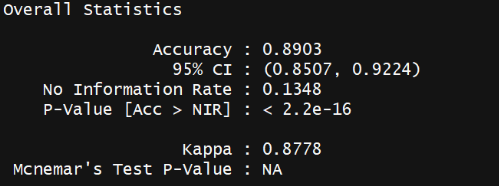 Overall Statistics
Accuracy : 0.8903
95% CI : (0.8507, 0.9224)
No Information Rate : 0.1348
P-Value [Acc > NIR] : < 2.2e-16
Kappa : 0.8778
Mcnemar's Test P-Value : NA